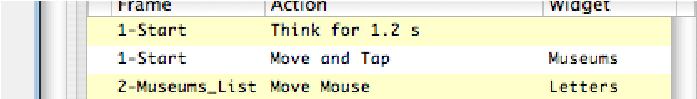 Frame Action Widget
1-Start Think for 1.2 s
1-Start Move and Tap Museums
2-Museums_List Move Mouse Letters